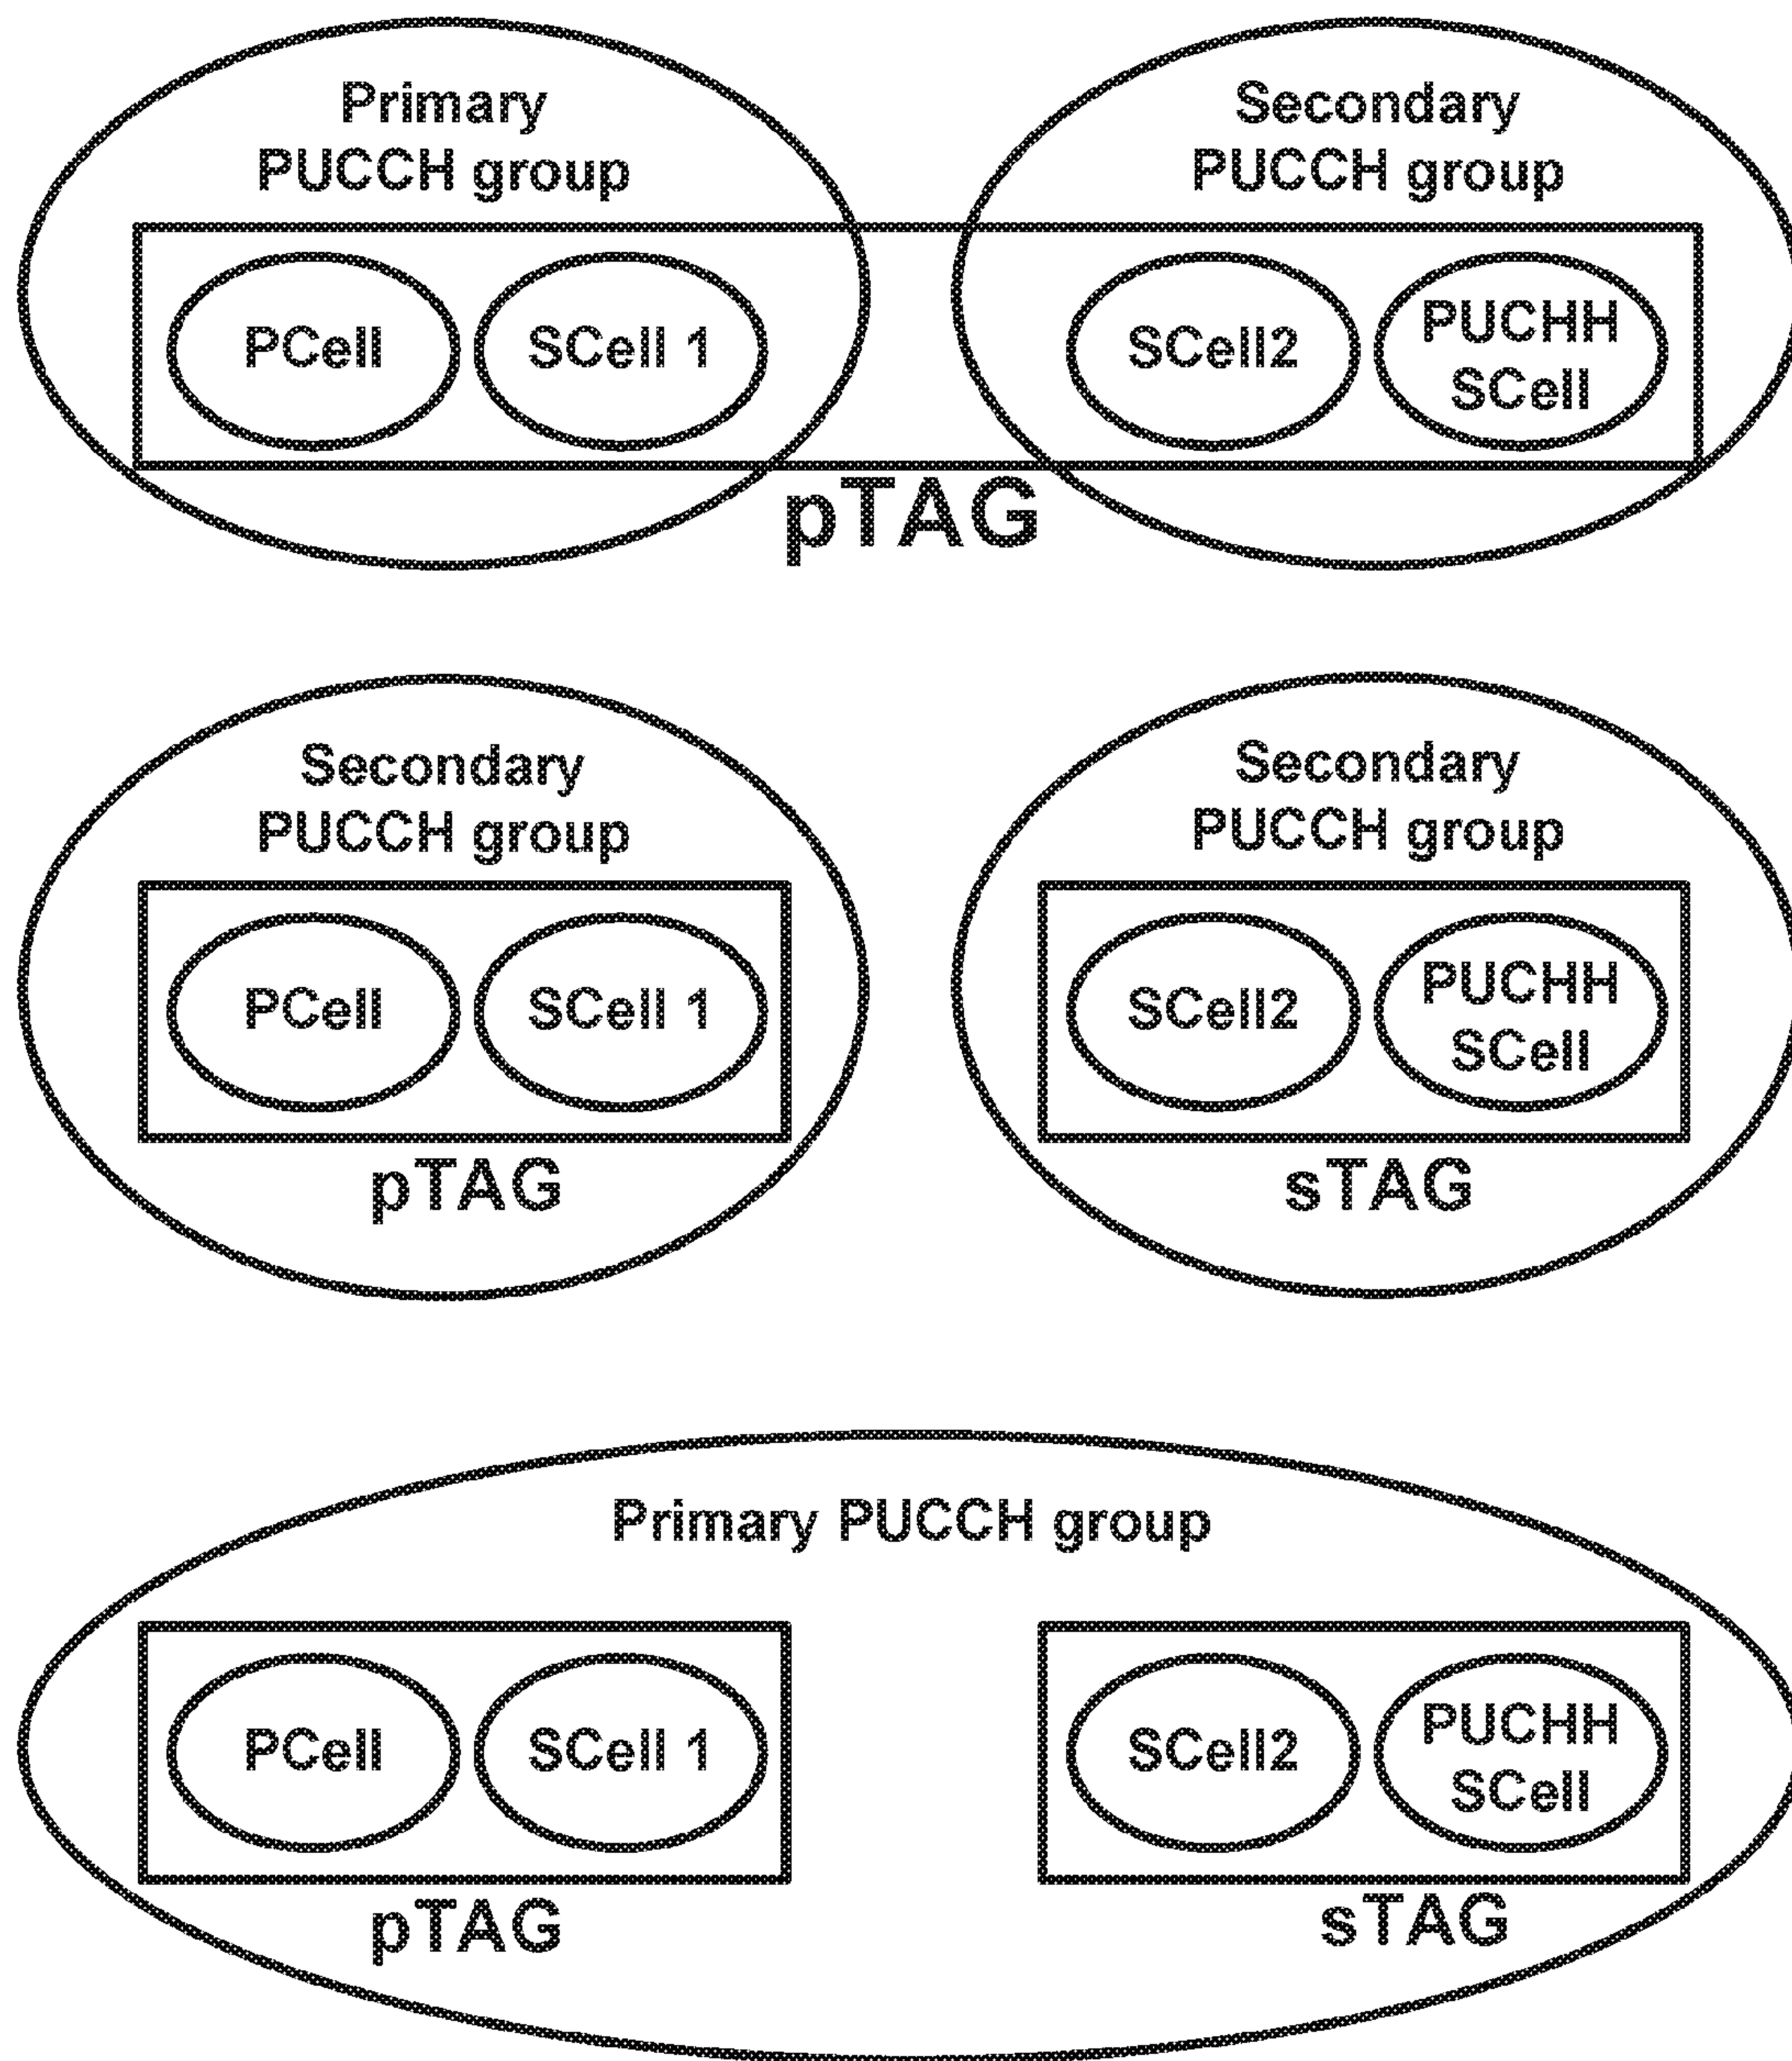 Primary
PUCCH group
Secondary
PUCCH group
PCell
SCell 1
SCell2
PUCHH
SCell
pTAG
Secondary
PUCCH group
Secondary
PUCCH group
PCell
SCell 1
SCell2
PUCHH
SCell
pTAG
sTAG
Primary PUCCH group
PCell
SCell 1
SCell2
PUCHH
SCell
pTAG
sTAG